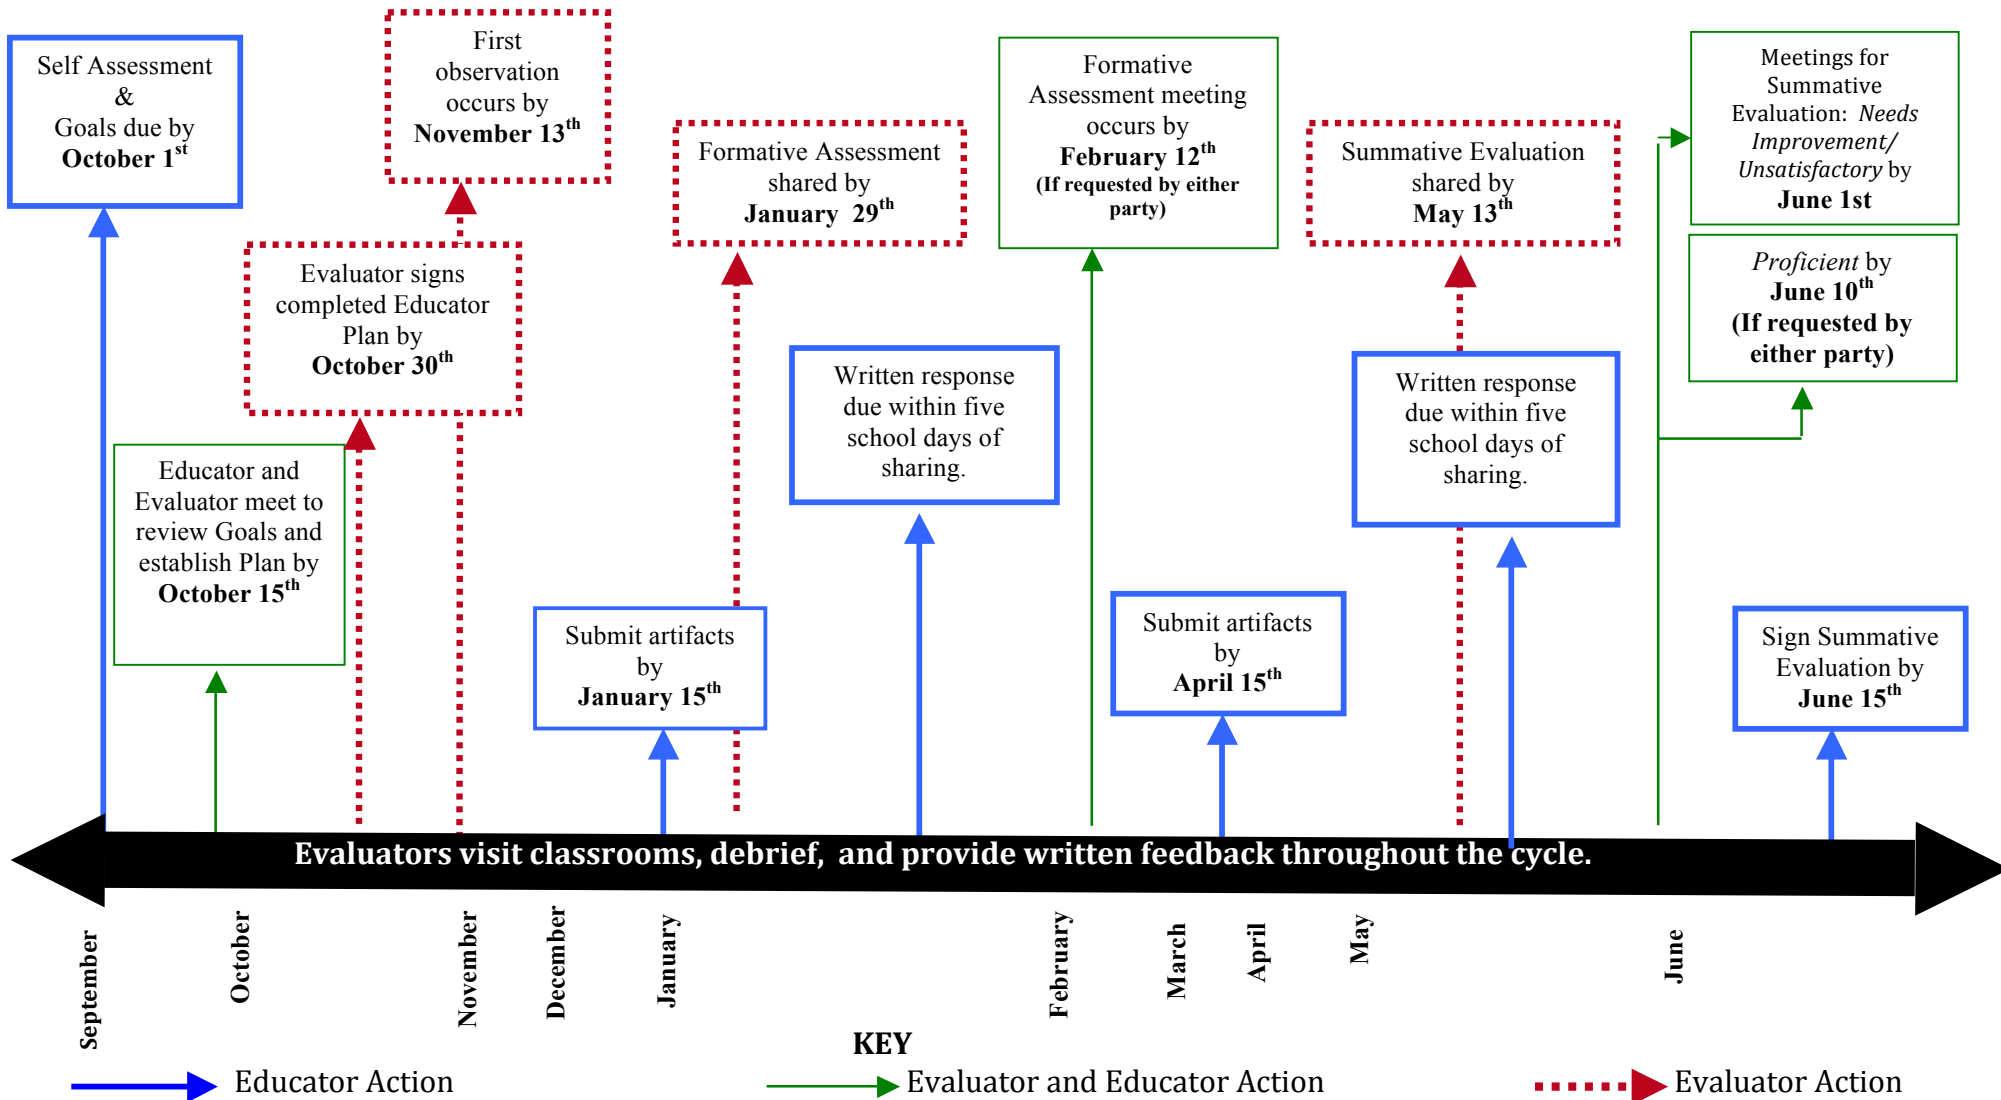 Self Assessment
&
Goals due by
October 1st
First
observation
occurs by
November 13th
Evaluator signs
completed Educator
Plan by
October 30th
Educator and
Evaluator meet to
review Goals and
establish Plan by
October 15th
Formative Assessment
shared by
January 29th
Submit artifacts
by
January 15th
Written response
due within five
school days of
sharing.
Formative
Assessment meeting
occurs by
February 12th
(If requested by either
party)
Submit artifacts
by
April 15th
Summative Evaluation
shared by
May 13th
Written response
due within five
school days of
sharing.
Meetings for
Summative
Evaluation: Needs
Improvement/
Unsatisfactory by
June 1st
Proficient by
June 10th
(If requested by
either party)
Sign Summative
Evaluation by
June 15th
Evaluators visit classrooms, debrief, and provide written feedback throughout the cycle.
September
October
November
December
January
February
March
April
May
June
KEY
Educator Action
Evaluator and Educator Action
Evaluator Action